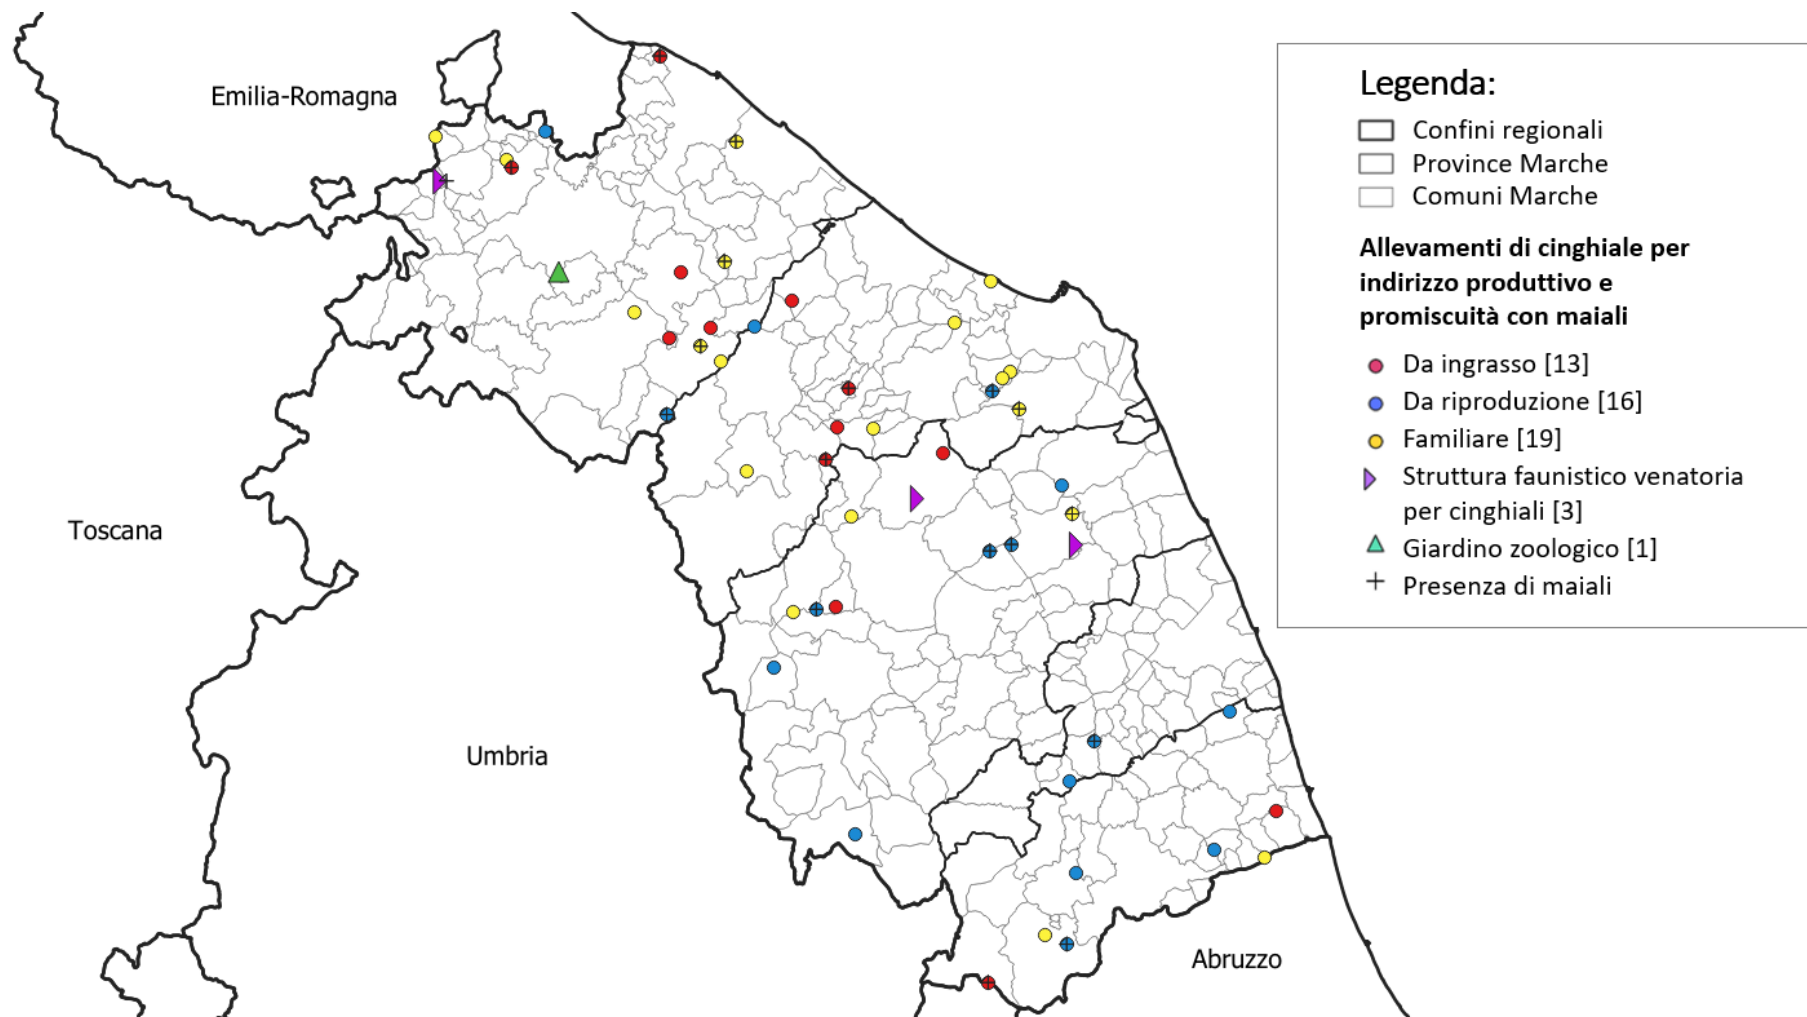 Emilia-Romagna
Toscana
Umbria
Abruzzo
Legenda:
Confini regionali
Province Marche
Comuni Marche
Allevamenti di cinghiale per
indirizzo produttivo e
promiscuità con maiali
Da ingrasso [13]
Da riproduzione [16]
Familiare [19]
Struttura faunistico venatoria
per cinghiali [3]
Giardino zoologico [1]
Presenza di maiali